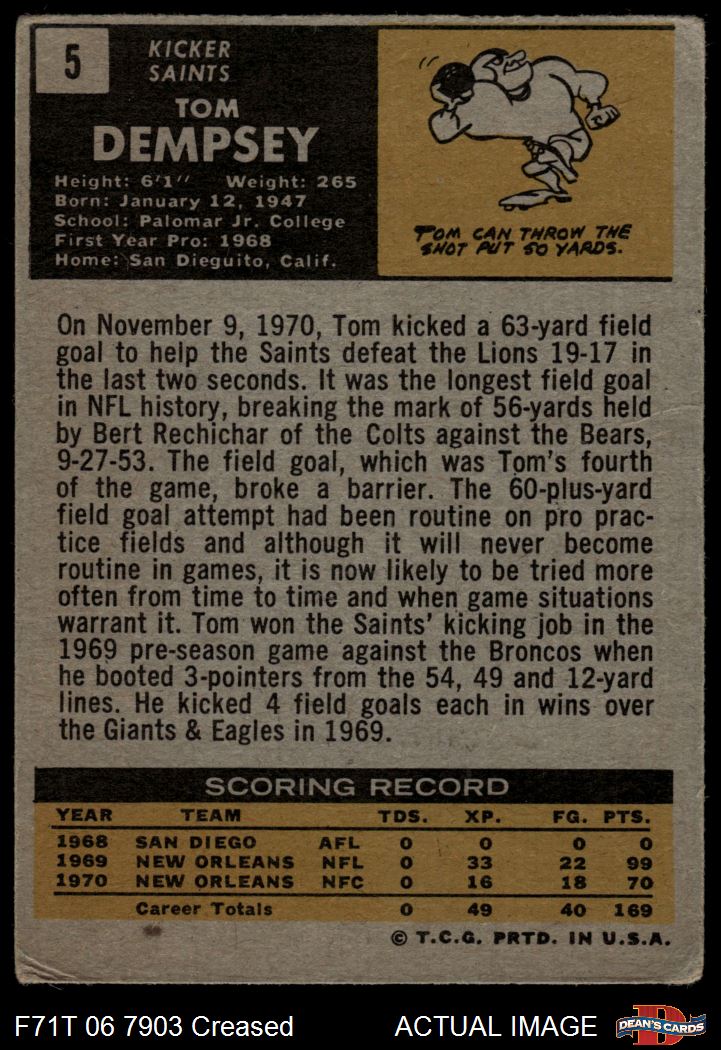 5
KICKER
SAINTS
TOM
DEMPSEY
Height: 6'1" Weight: 265
Born: January 12, 1947
School: Palomar Jr. College
First Year Pro: 1968
Home: San Dieguito, Calif.
TOM CAN THROW THE
SHOT PUT 50 YARDS.
On November 9, 1970, Tom kicked a 63-yard field
goal to help the Saints defeat the Lions 19-17 in
the last two seconds. It was the longest field goal
in NFL history, breaking the mark of 56-yards held
by Bert Rechichar of the Colts against the Bears,
9-27-53. The field goal, which was Tom's fourth
of the game, broke a barrier. The 60-plus-yard
field goal attempt had been routine on pro prac-
tice fields and although it will never become
routine in games, it is now likely to be tried more
often from time to time and when game situations
warrant it. Tom won the Saints' kicking job in the
1969 pre-season game against the Broncos when
he booted 3-pointers from the 54, 49 and 12-yard
lines. He kicked 4 field goals each in wins over
the Giants & Eagles in 1969.
SCORING RECORD
YEAR TEAM TDS. XP. FG. PTS.
1968 SAN DIEGO AFL 0 0 0 0
1969 NEW ORLEANS NFL 0 33 22 99
1970 NEW ORLEANS NFC 0 16 18 70
Career Totals 0 49 40 169
© T.C.G. PRTD. IN U.S.A.
F71T 06 7903 Creased ACTUAL IMAGE DEAN'S CARDS